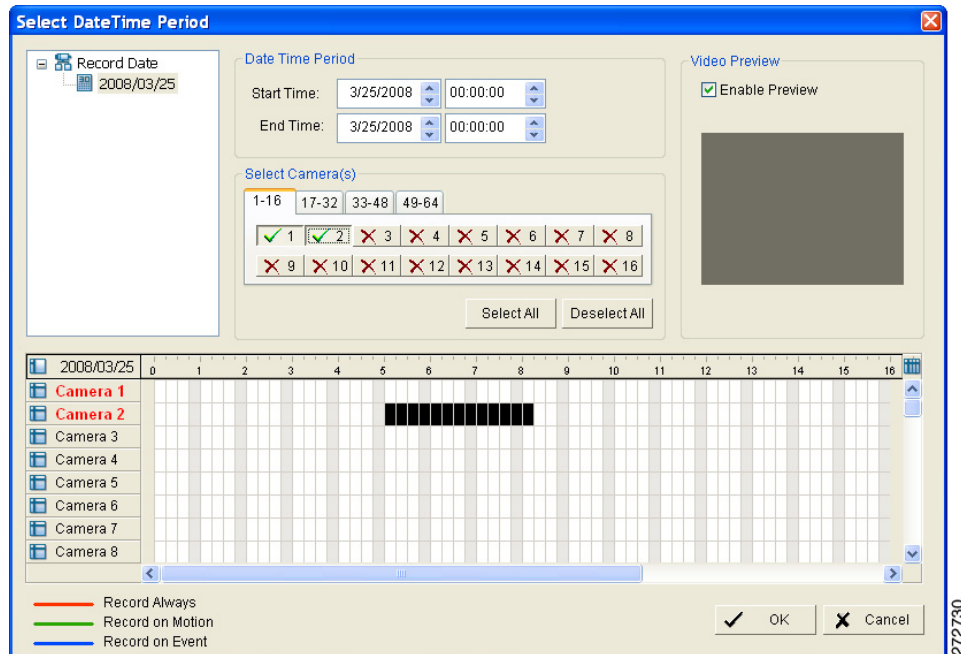 Select DateTime Period
Record Date
2008/03/25
Date Time Period
Start Time: 3/25/2008 00:00:00
End Time: 3/25/2008 00:00:00
Select Camera(s)
1-16 17-32 33-48 49-64
1 2 3 4 5 6 7 8
9 10 11 12 13 14 15 16
Select All Deselect All
Video Preview
Enable Preview
2008/03/25 0 1 2 3 4 5 6 7 8 9 10 11 12 13 14 15 16
Camera 1
Camera 2
Camera 3
Camera 4
Camera 5
Camera 6
Camera 7
Camera 8
Record Always
Record on Motion
Record on Event
OK Cancel
272730